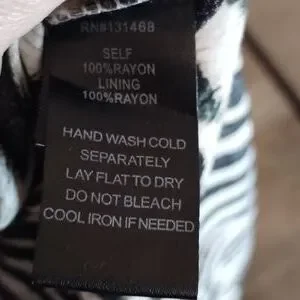 RN#131468
SELF
100%RAYON
LINING
100%RAYON
HAND WASH COLD
SEPARATELY
LAY FLAT TO DRY
DO NOT BLEACH
COOL IRON IF NEEDED